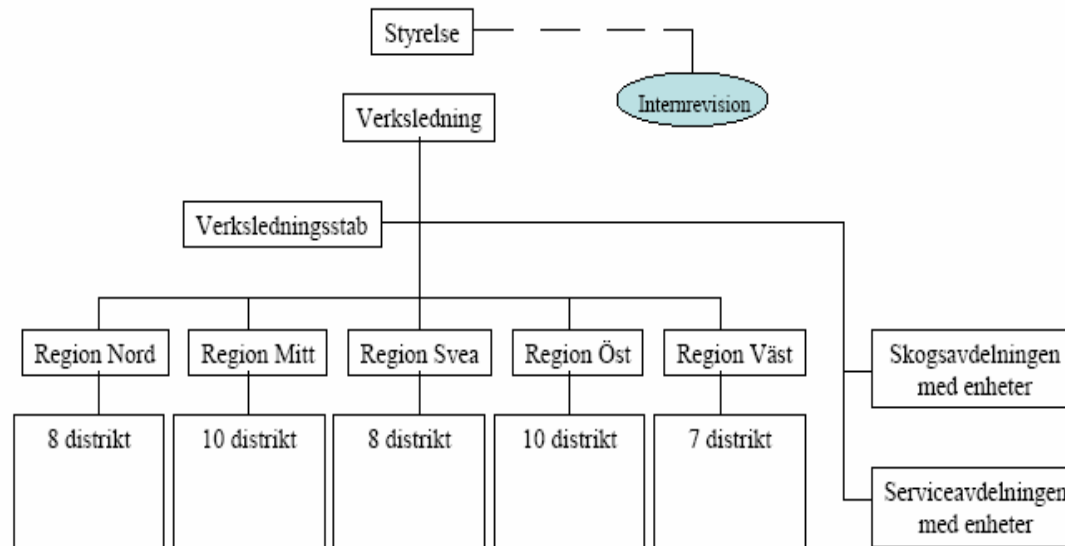 Styrelse
Internrevision
Verksledning
Verksledningsstab
Region Nord
Region Mitt
Region Svea
Region Öst
Region Väst
Skogsavdelningen
med enheter
8 distrikt
10 distrikt
8 distrikt
10 distrikt
7 distrikt
Serviceavdelningen
med enheter